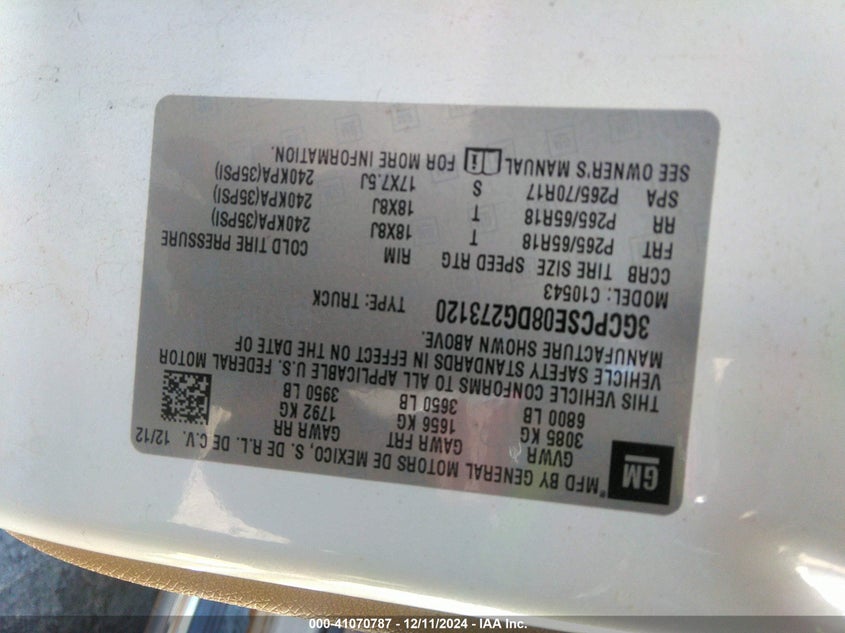 GM
®MFD BY GENERAL MOTORS DE MEXICO, S. DE R.L. DE C.V. 12/12
GVWR GAWR FRT GAWR RR
3085 KG 1656 KG 1792 KG
6800 LB 3650 LB 3950 LB
THIS VEHICLE CONFORMS TO ALL APPLICABLE U.S. FEDERAL MOTOR
VEHICLE SAFETY STANDARDS IN EFFECT ON THE DATE OF
MANUFACTURE SHOWN ABOVE.
3GCPCSE08DG273120 TYPE: TRUCK
MODEL: C10543
CCRB TIRE SIZE SPEED RTG RIM COLD TIRE PRESSURE
FRT P265/65R18 T 18X8J 240KPA(35PSI)
RR P265/65R18 T 18X8J 240KPA(35PSI)
SPA P265/70R17 S 17X7.5J 240KPA(35PSI)
SEE OWNER'S MANUAL i FOR MORE INFORMATION.
000-41070787 - 12/11/2024 - IAA Inc.